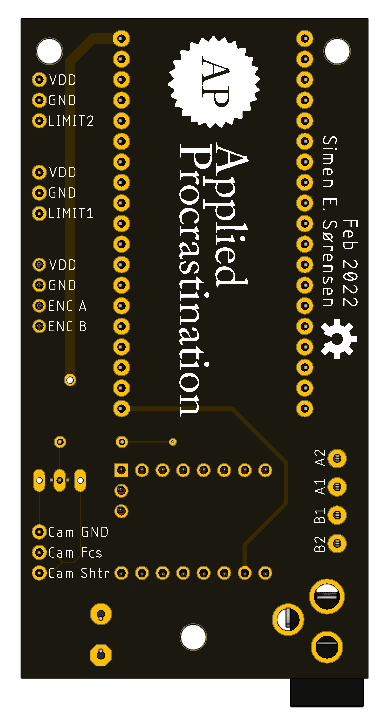 VDD
GND
LIMIT2
VDD
GND
LIMIT1
VDD
GND
ENC A
ENC B
AP
Applied
Procrastination
Simen E. Sørensen
Feb 2022
A2
A1
B1
B2
Cam GND
Cam Fcs
Cam Shtr